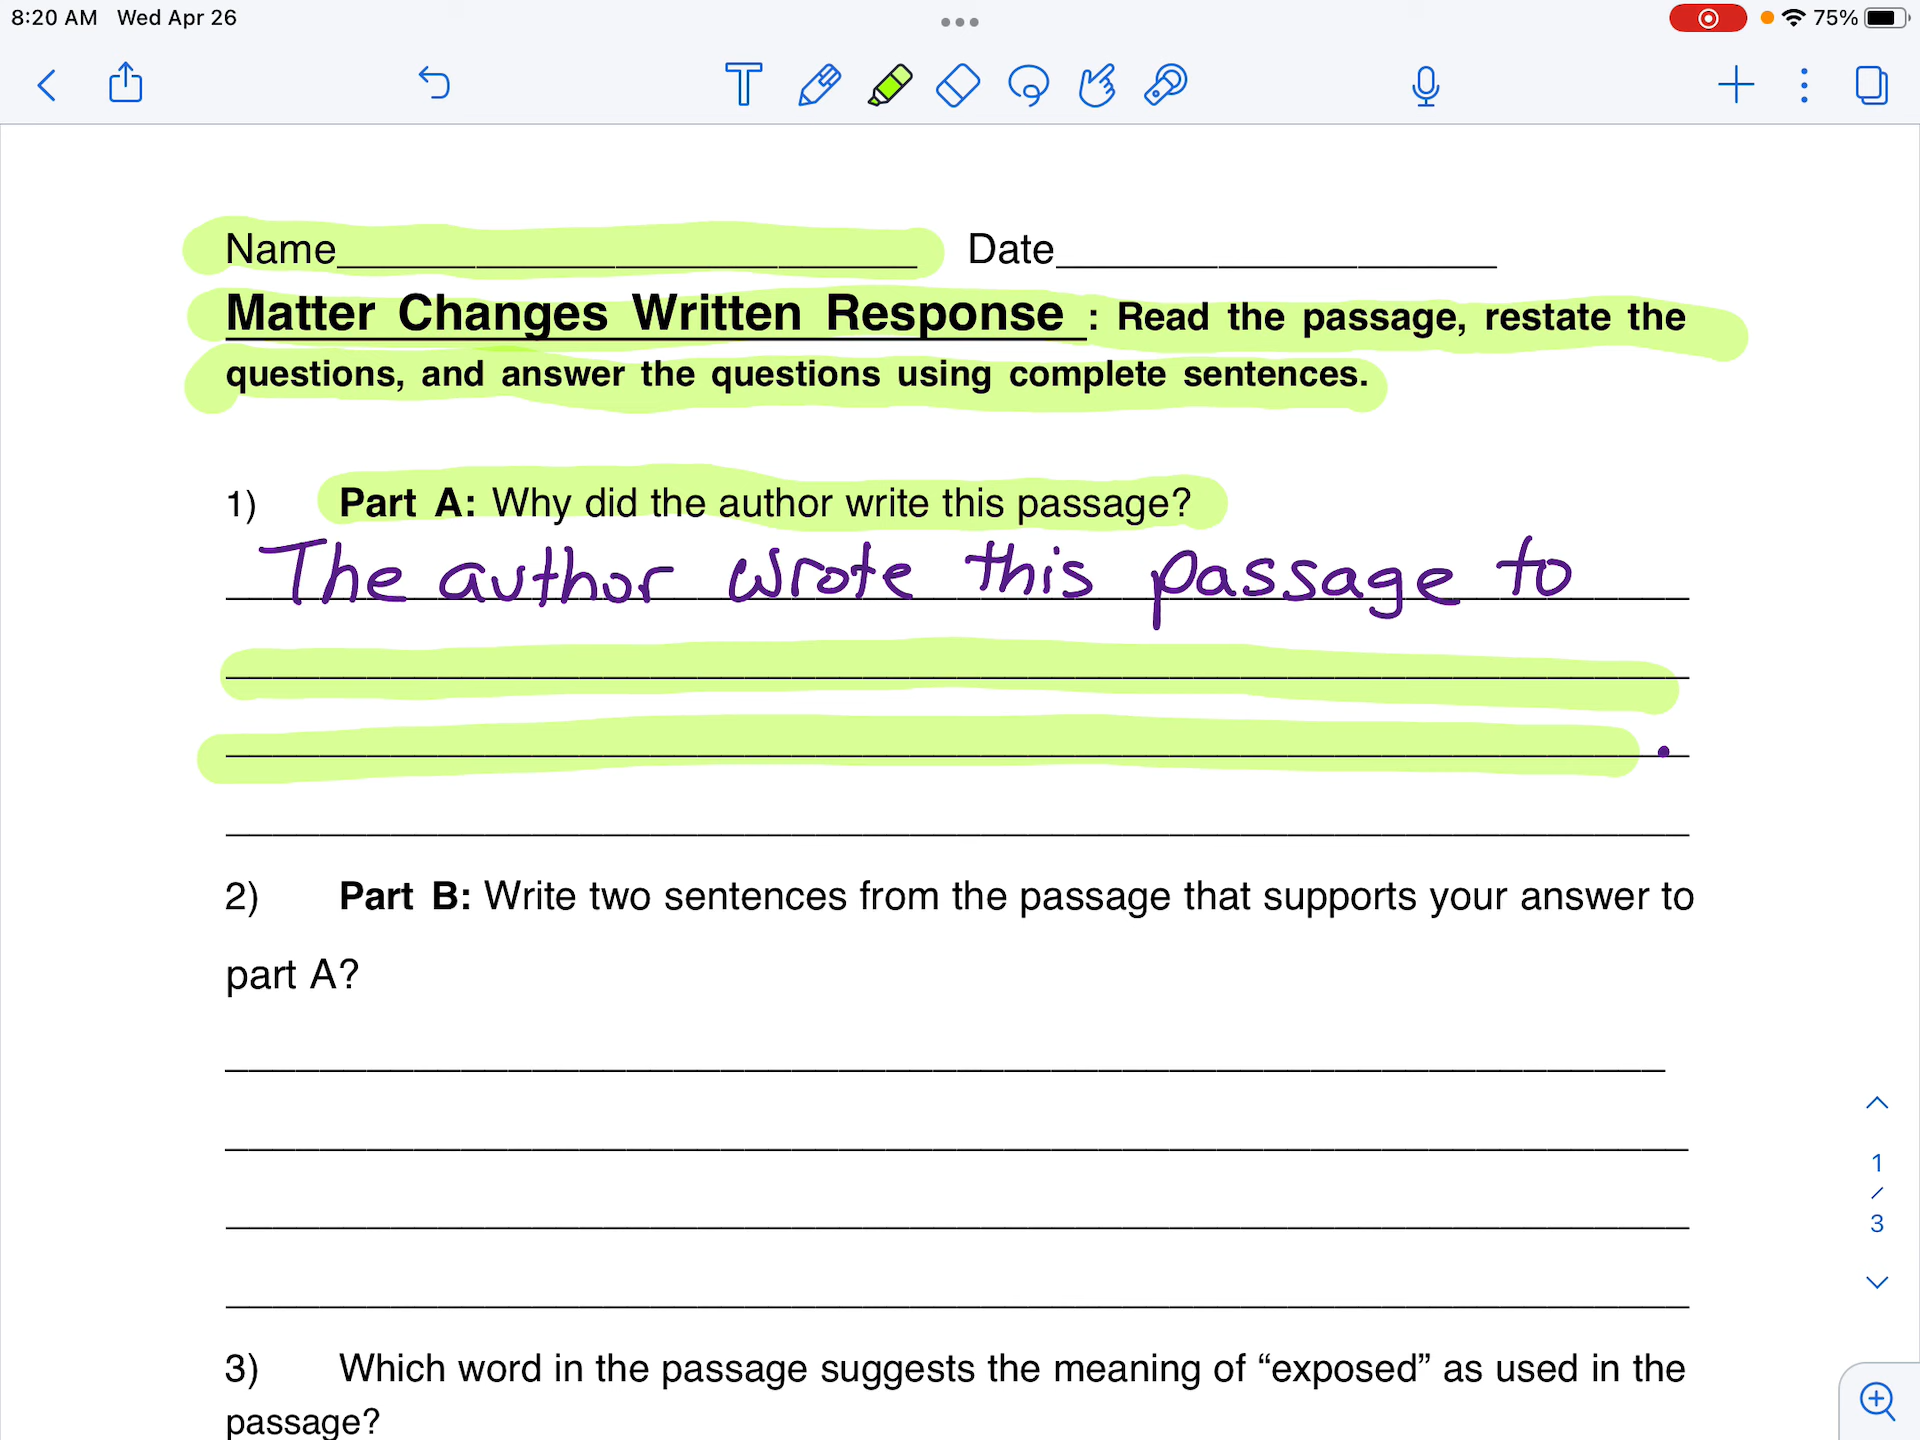 8:20 AM Wed Apr 26
75%
Name Date
Matter Changes Written Response : Read the passage, restate the
questions, and answer the questions using complete sentences.
1) Part A: Why did the author write this passage?
The author wrote this passage to
.
2) Part B: Write two sentences from the passage that supports your answer to
part A?
1
/
3
3) Which word in the passage suggests the meaning of “exposed” as used in the
passage?